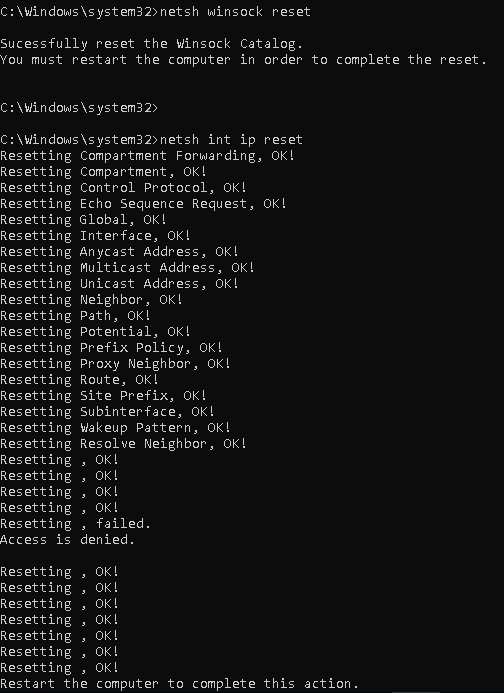 C:\Windows\system32>netsh winsock reset
Sucessfully reset the Winsock Catalog.
You must restart the computer in order to complete the reset.
C:\Windows\system32>
C:\Windows\system32>netsh int ip reset
Resetting Compartment Forwarding, OK!
Resetting Compartment, OK!
Resetting Control Protocol, OK!
Resetting Echo Sequence Request, OK!
Resetting Global, OK!
Resetting Interface, OK!
Resetting Anycast Address, OK!
Resetting Multicast Address, OK!
Resetting Unicast Address, OK!
Resetting Neighbor, OK!
Resetting Path, OK!
Resetting Potential, OK!
Resetting Prefix Policy, OK!
Resetting Proxy Neighbor, OK!
Resetting Route, OK!
Resetting Site Prefix, OK!
Resetting Subinterface, OK!
Resetting Wakeup Pattern, OK!
Resetting Resolve Neighbor, OK!
Resetting , OK!
Resetting , OK!
Resetting , OK!
Resetting , OK!
Resetting , failed.
Access is denied.
Resetting , OK!
Resetting , OK!
Resetting , OK!
Resetting , OK!
Resetting , OK!
Resetting , OK!
Resetting , OK!
Restart the computer to complete this action.